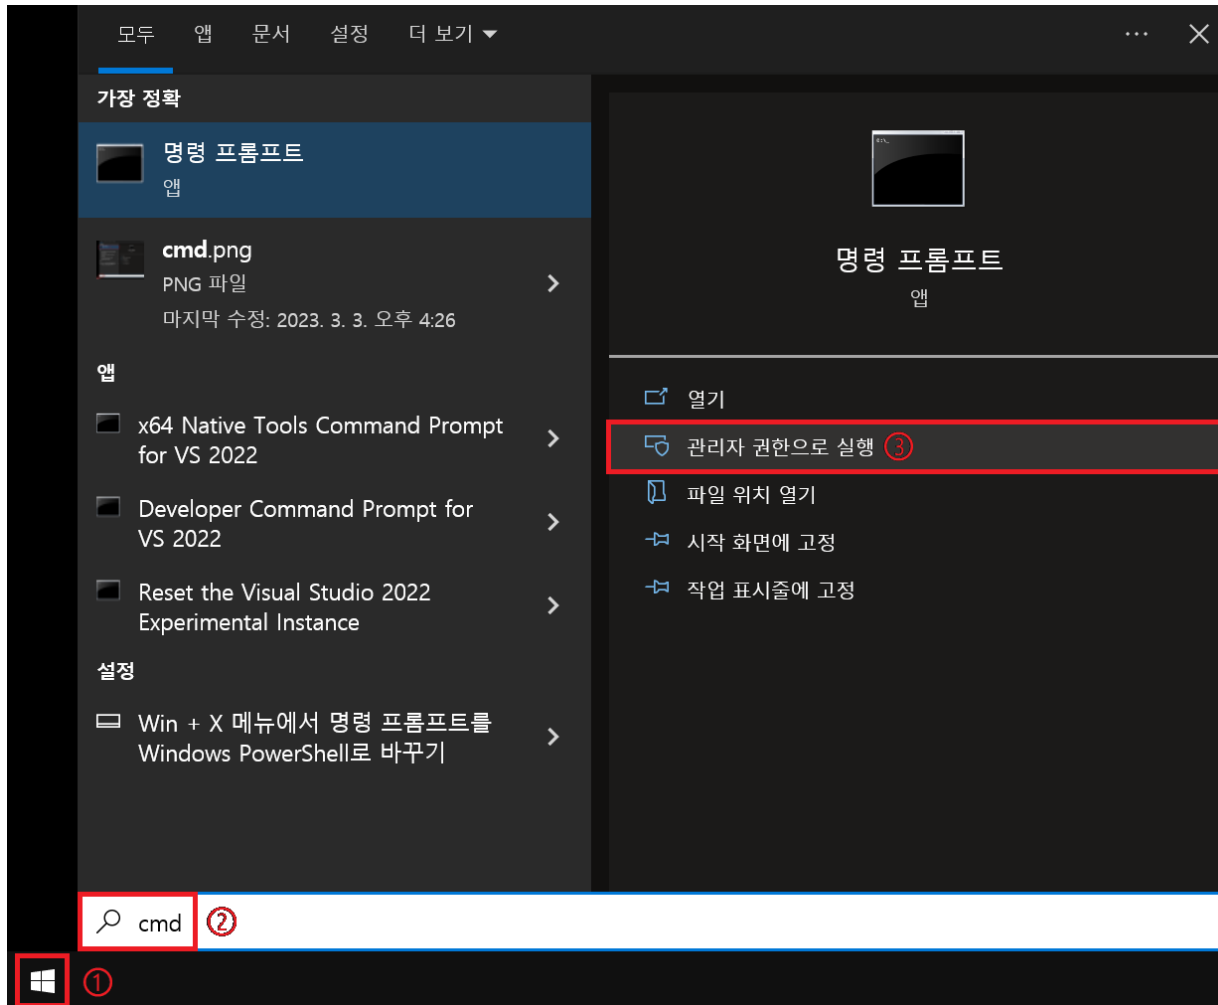 모두 앱 문서 설정 더 보기
가장 정확
명령 프롬프트
앱
cmd.png
PNG 파일
마지막 수정: 2023. 3. 3. 오후 4:26
앱
x64 Native Tools Command Prompt
for VS 2022
Developer Command Prompt for
VS 2022
Reset the Visual Studio 2022
Experimental Instance
설정
Win + X 메뉴에서 명령 프롬프트를
Windows PowerShell로 바꾸기
명령 프롬프트
앱
열기
관리자 권한으로 실행 ③
파일 위치 열기
시작 화면에 고정
작업 표시줄에 고정
cmd ②
①